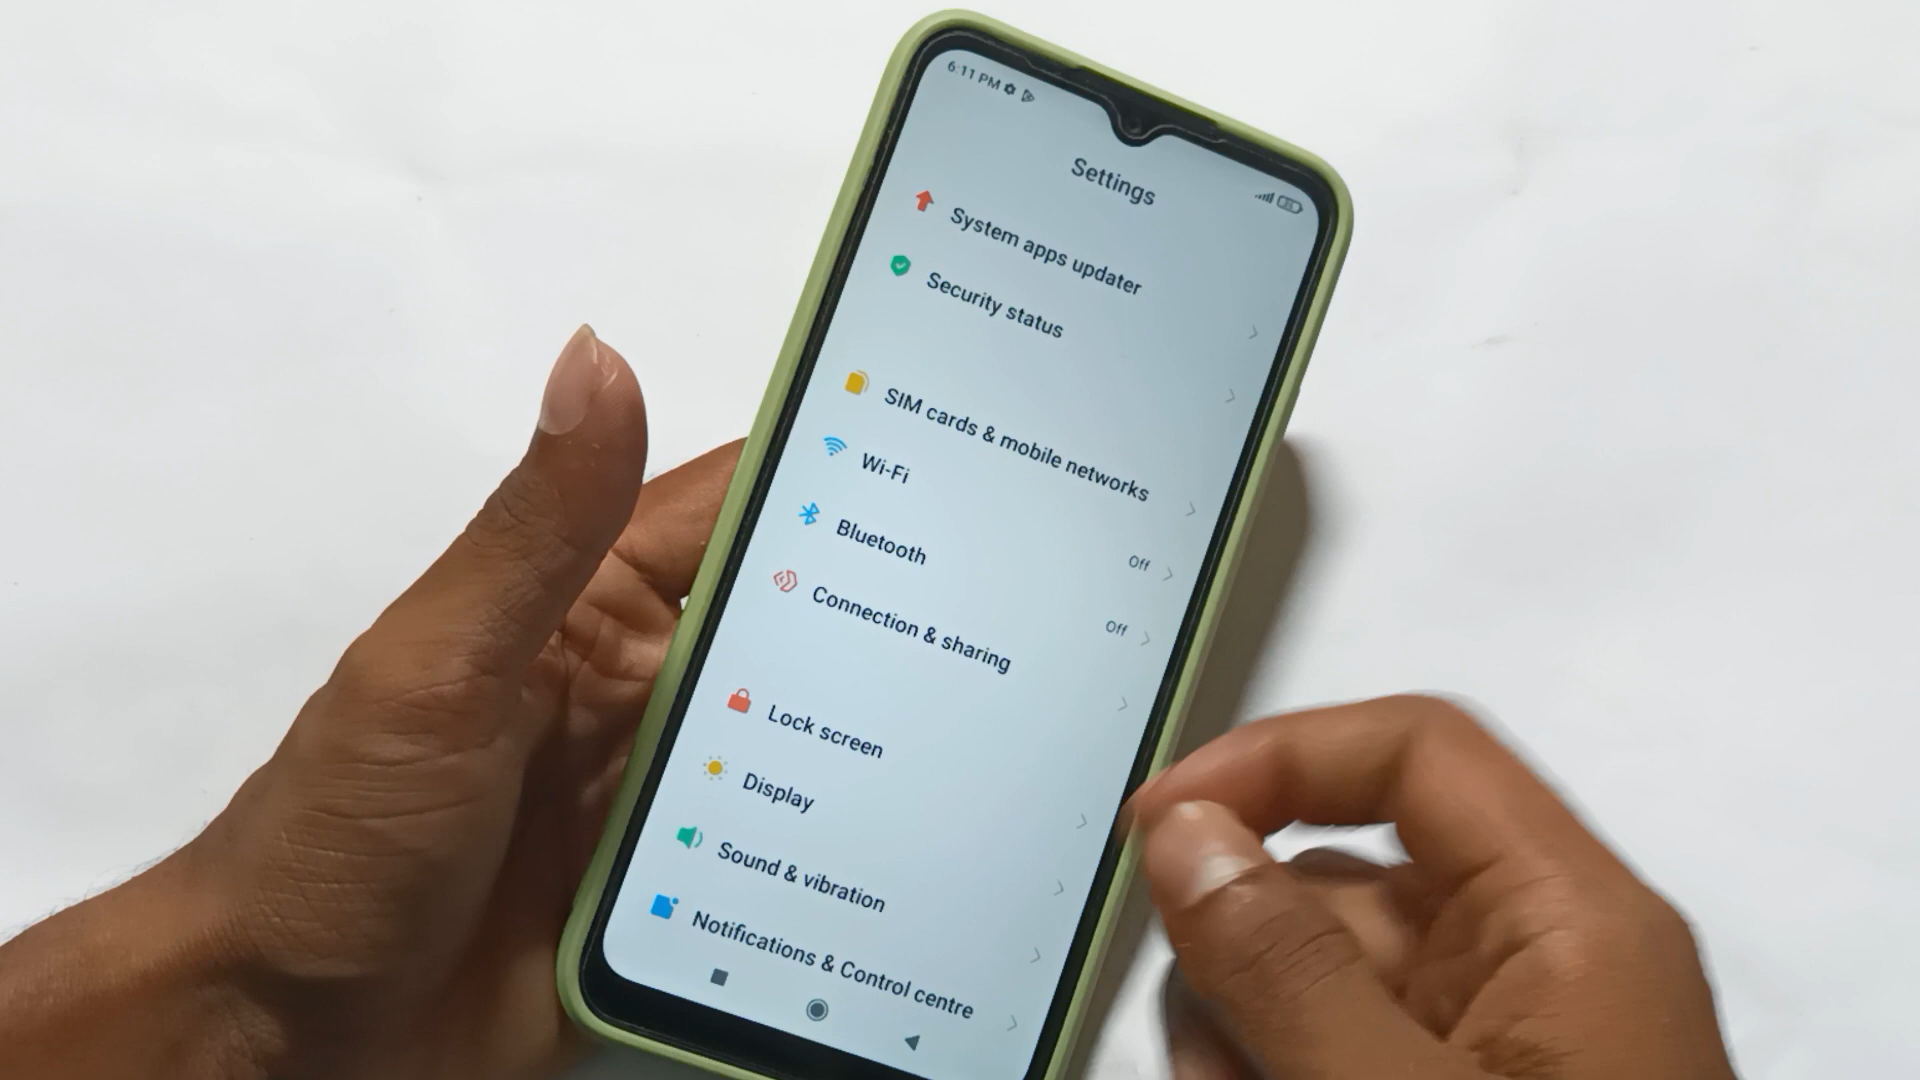 6:11 PM
Settings
System apps updater
Security status
SIM cards & mobile networks
Wi-Fi
Off
Bluetooth
Off
Connection & sharing
Lock screen
Display
Sound & vibration
Notifications & Control centre